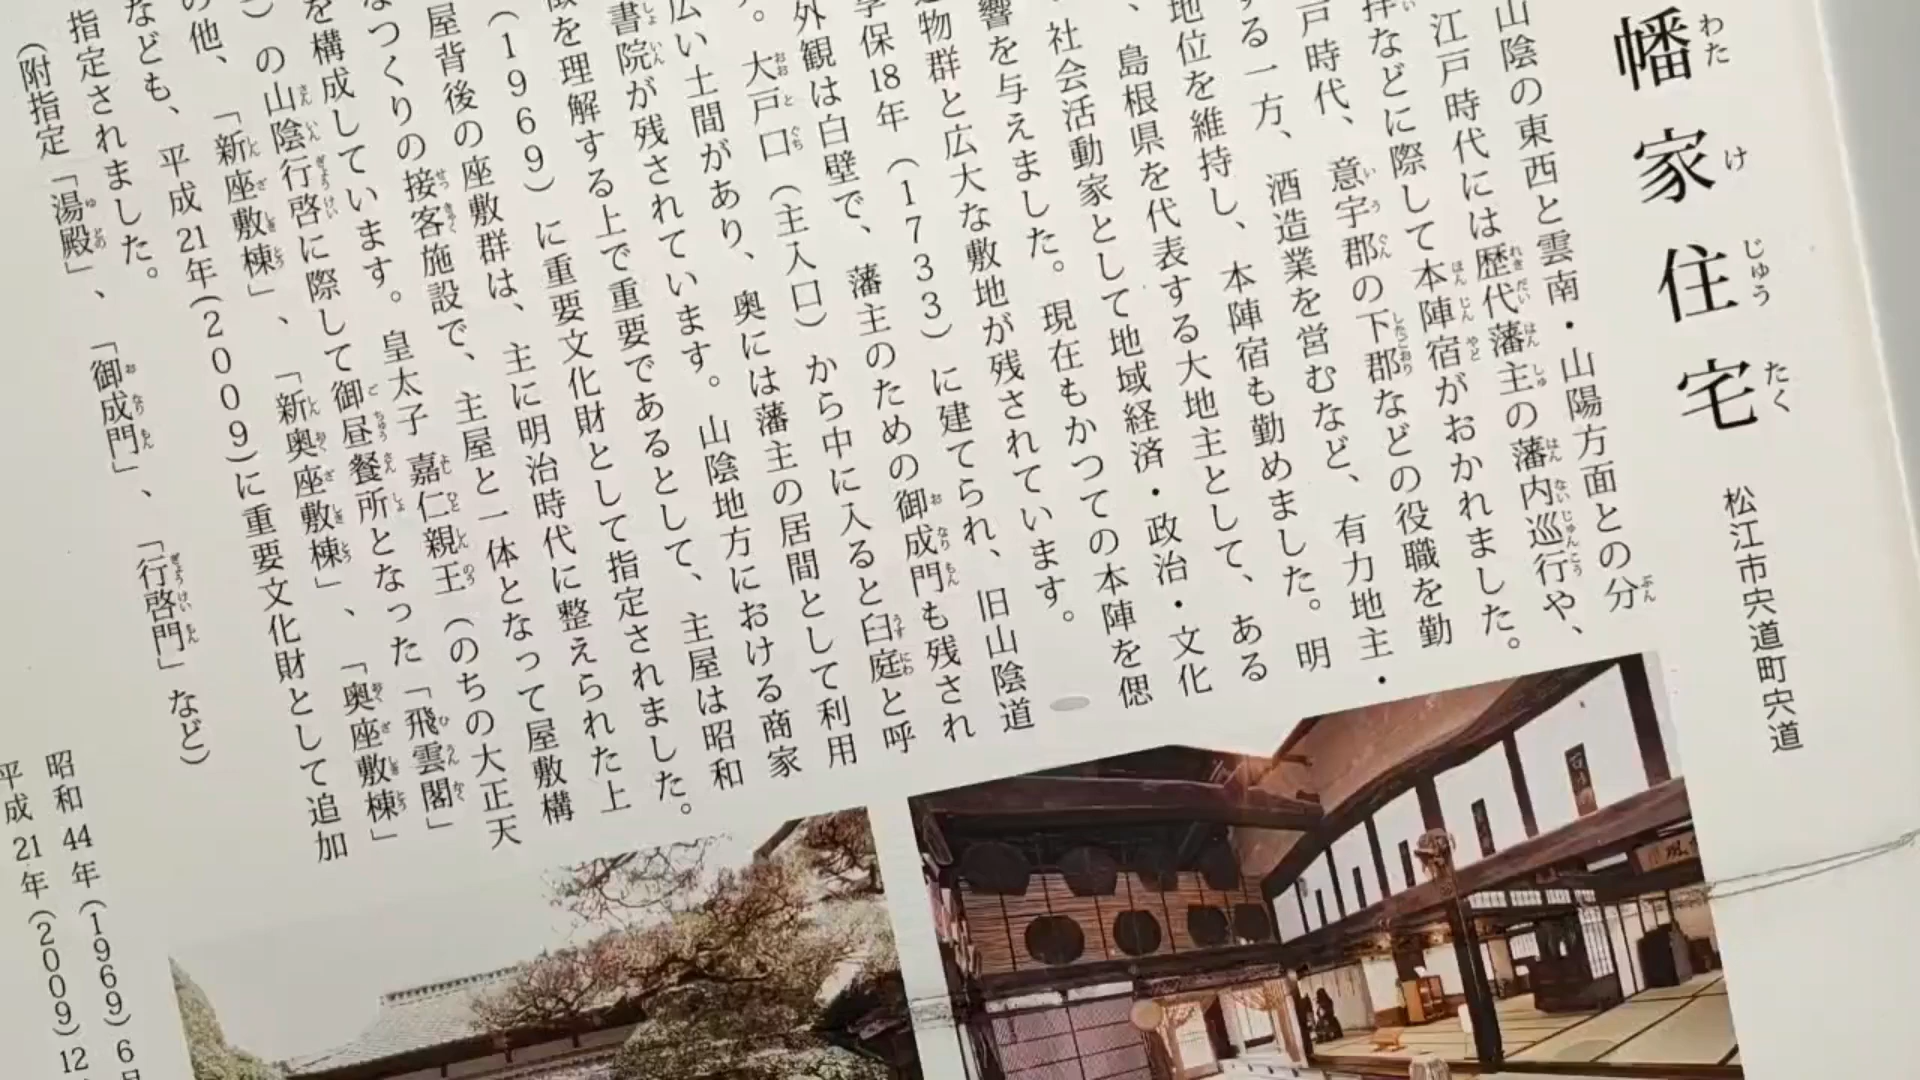 幡家住宅
わた け じゅう たく
松江市宍道町宍道
山陰の東西と雲南・山陽方面との分
江戸時代には歴代藩主の藩内巡行や、
拝などに際して本陣宿がおかれました。
戸時代、意宇郡の下郡などの役職を勤
する一方、酒造業を営むなど、有力地主・
地位を維持し、本陣宿も勤めました。明
、島根県を代表する大地主として、ある
社会活動家として地域経済・政治・文化
響を与えました。現在もかつての本陣を偲
物群と広大な敷地が残されています。
享保18年（1733）に建てられ、旧山陰道
外観は白壁で、藩主のための御成門も残され
。大戸口（主入口）から中に入ると臼庭と呼
広い土間があり、奥には藩主の居間として利用
書院が残されています。山陰地方における商家
を理解する上で重要であるとして、主屋は昭和
（1969）に重要文化財として指定されました。
屋背後の座敷群は、主に明治時代に整えられた上
なつくりの接客施設で、主屋と一体となって屋敷構
を構成しています。皇太子 嘉仁親王（のちの大正天
）の山陰行啓に際して御昼餐所となった「飛雲閣」
の他、「新座敷棟」、「新奥座敷棟」、「奥座敷棟」
なども、平成21年(2009)に重要文化財として追加
指定されました。
（附指定「湯殿」、「御成門」、「行啓門」など）
昭和 44年（1969）6月
平成 21年（2009）12